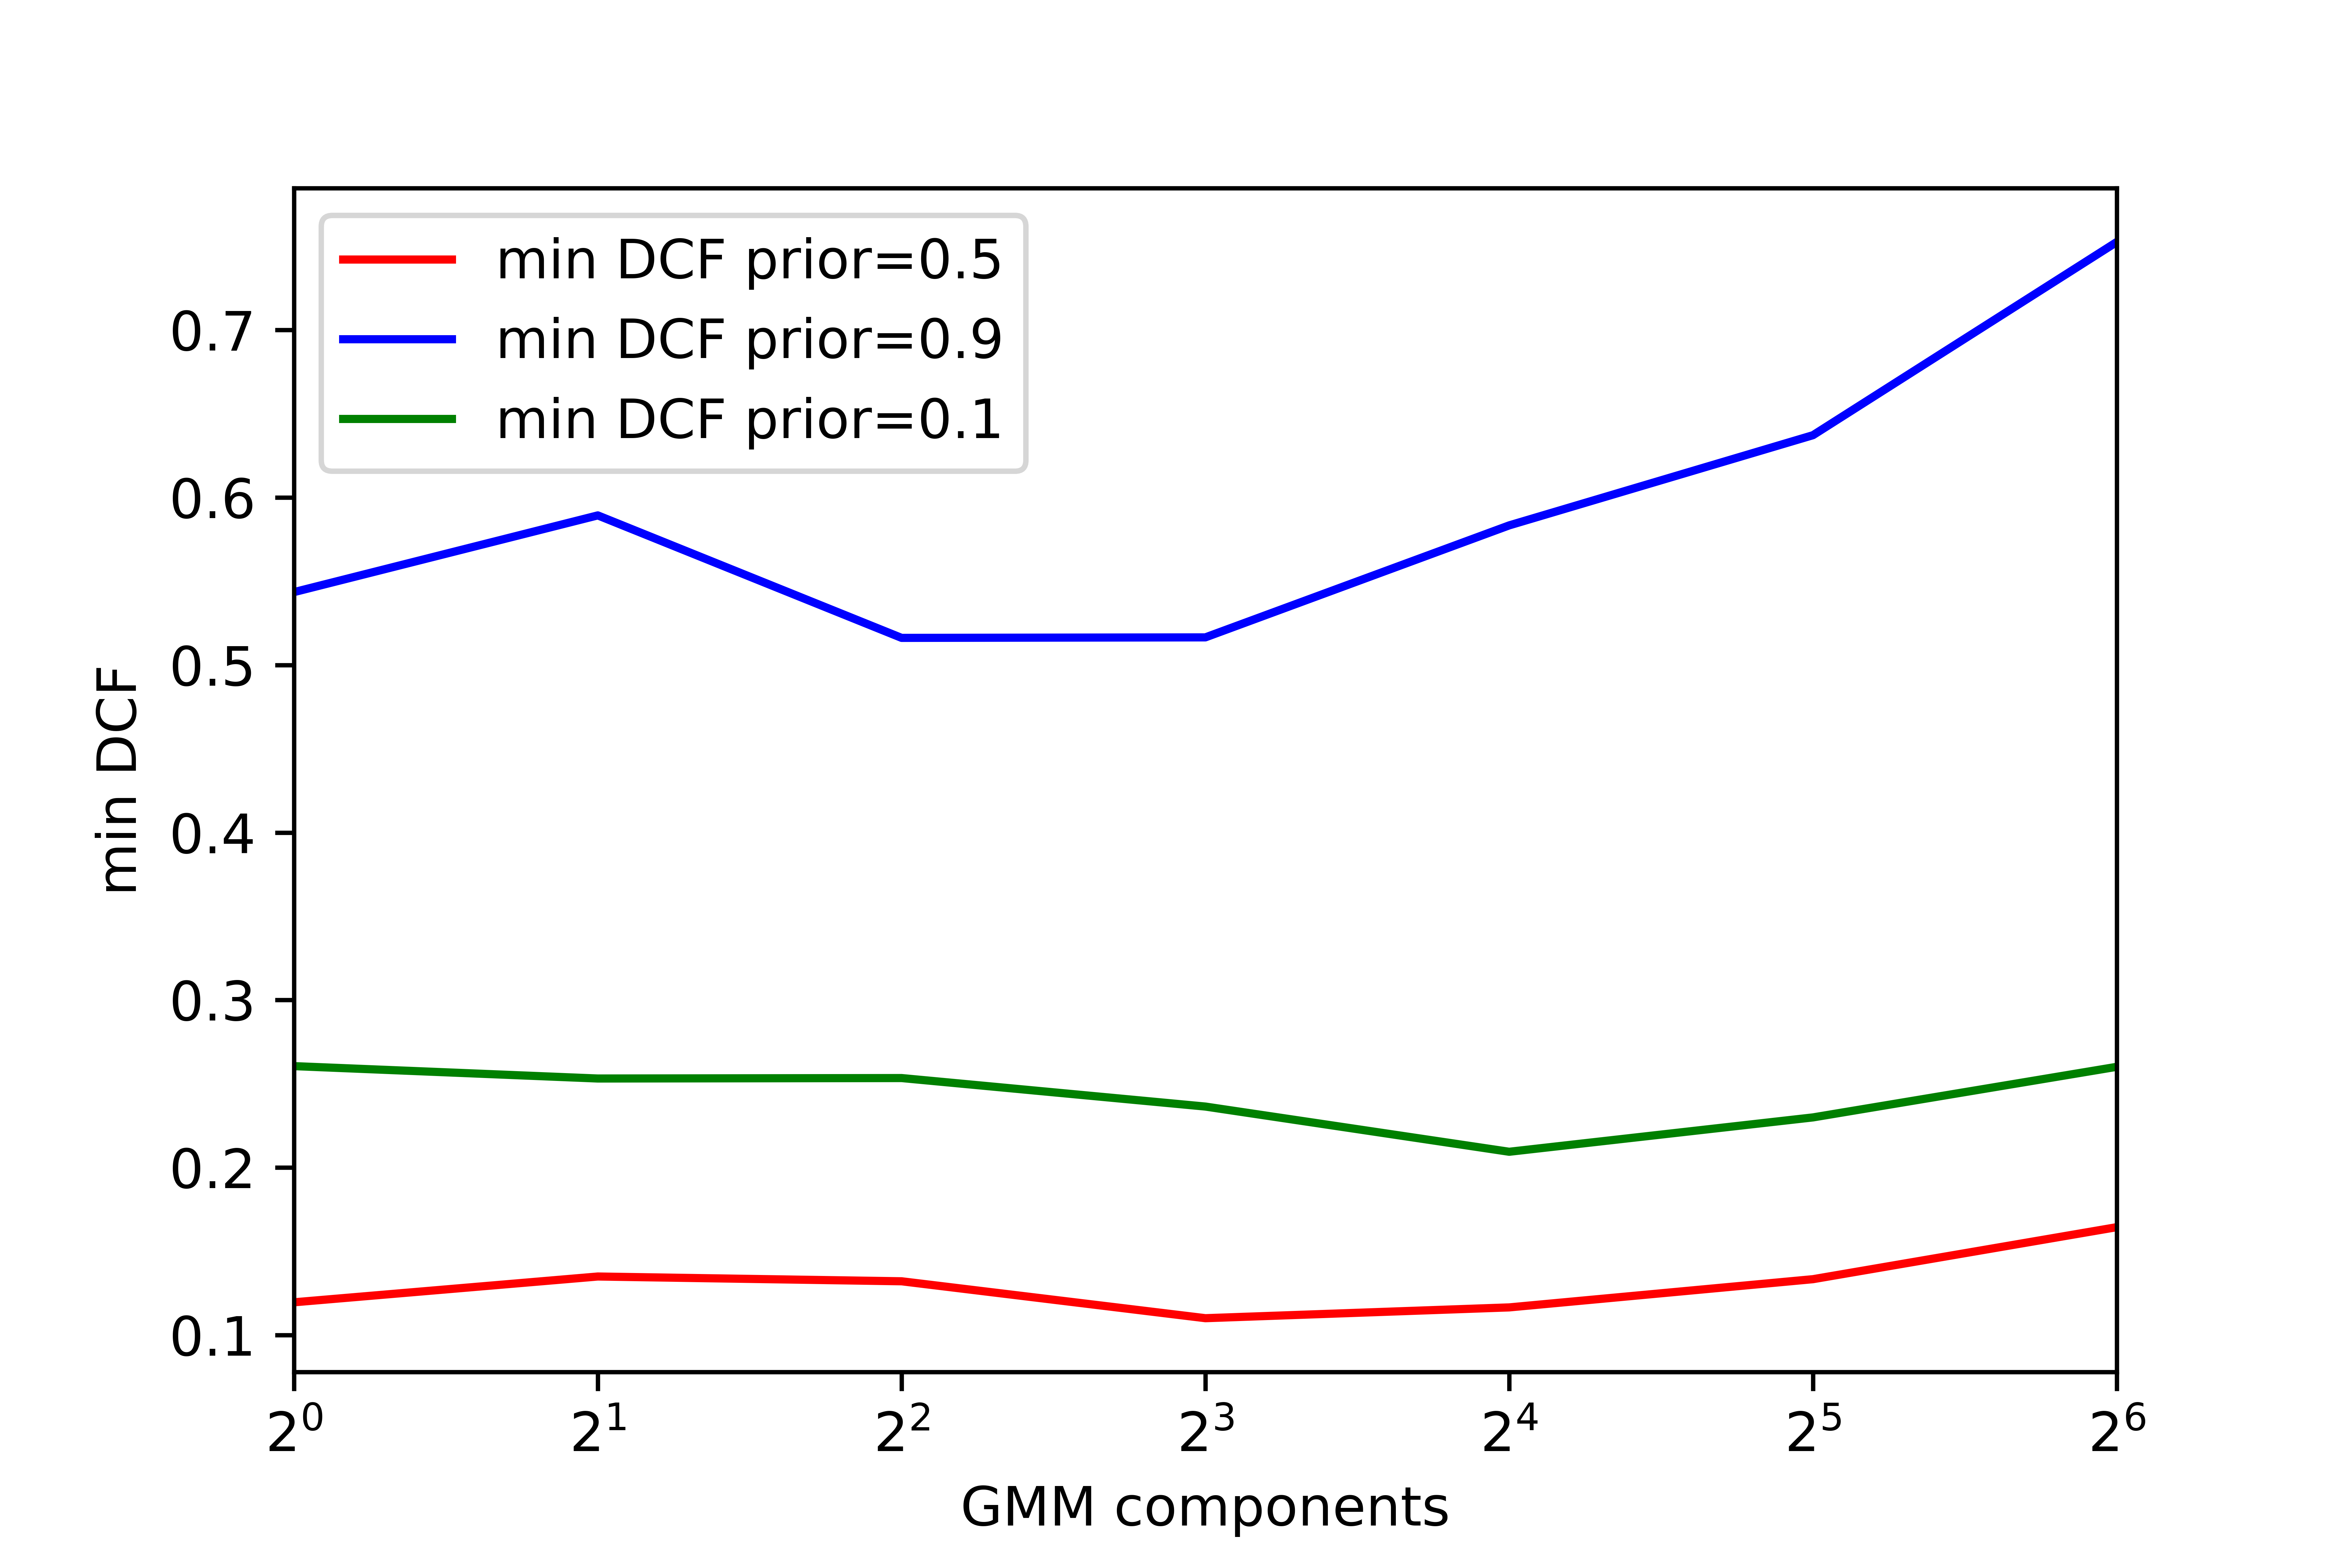 min DCF prior=0.5
min DCF prior=0.9
min DCF prior=0.1
0.7
0.6
0.5
0.4
0.3
0.2
0.1
min DCF
2⁰ 2¹ 2² 2³ 2⁴ 2⁵ 2⁶
GMM components